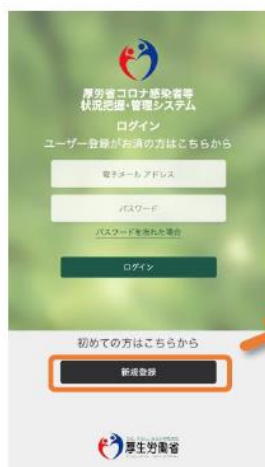 厚労省コロナ感染者等
状況把握・管理システム
ログイン
ユーザー登録がお済の方はこちらから
電子メール アドレス
パスワード
パスワードを忘れた場合
ログイン
初めての方はこちらから
新規登録
厚生労働省